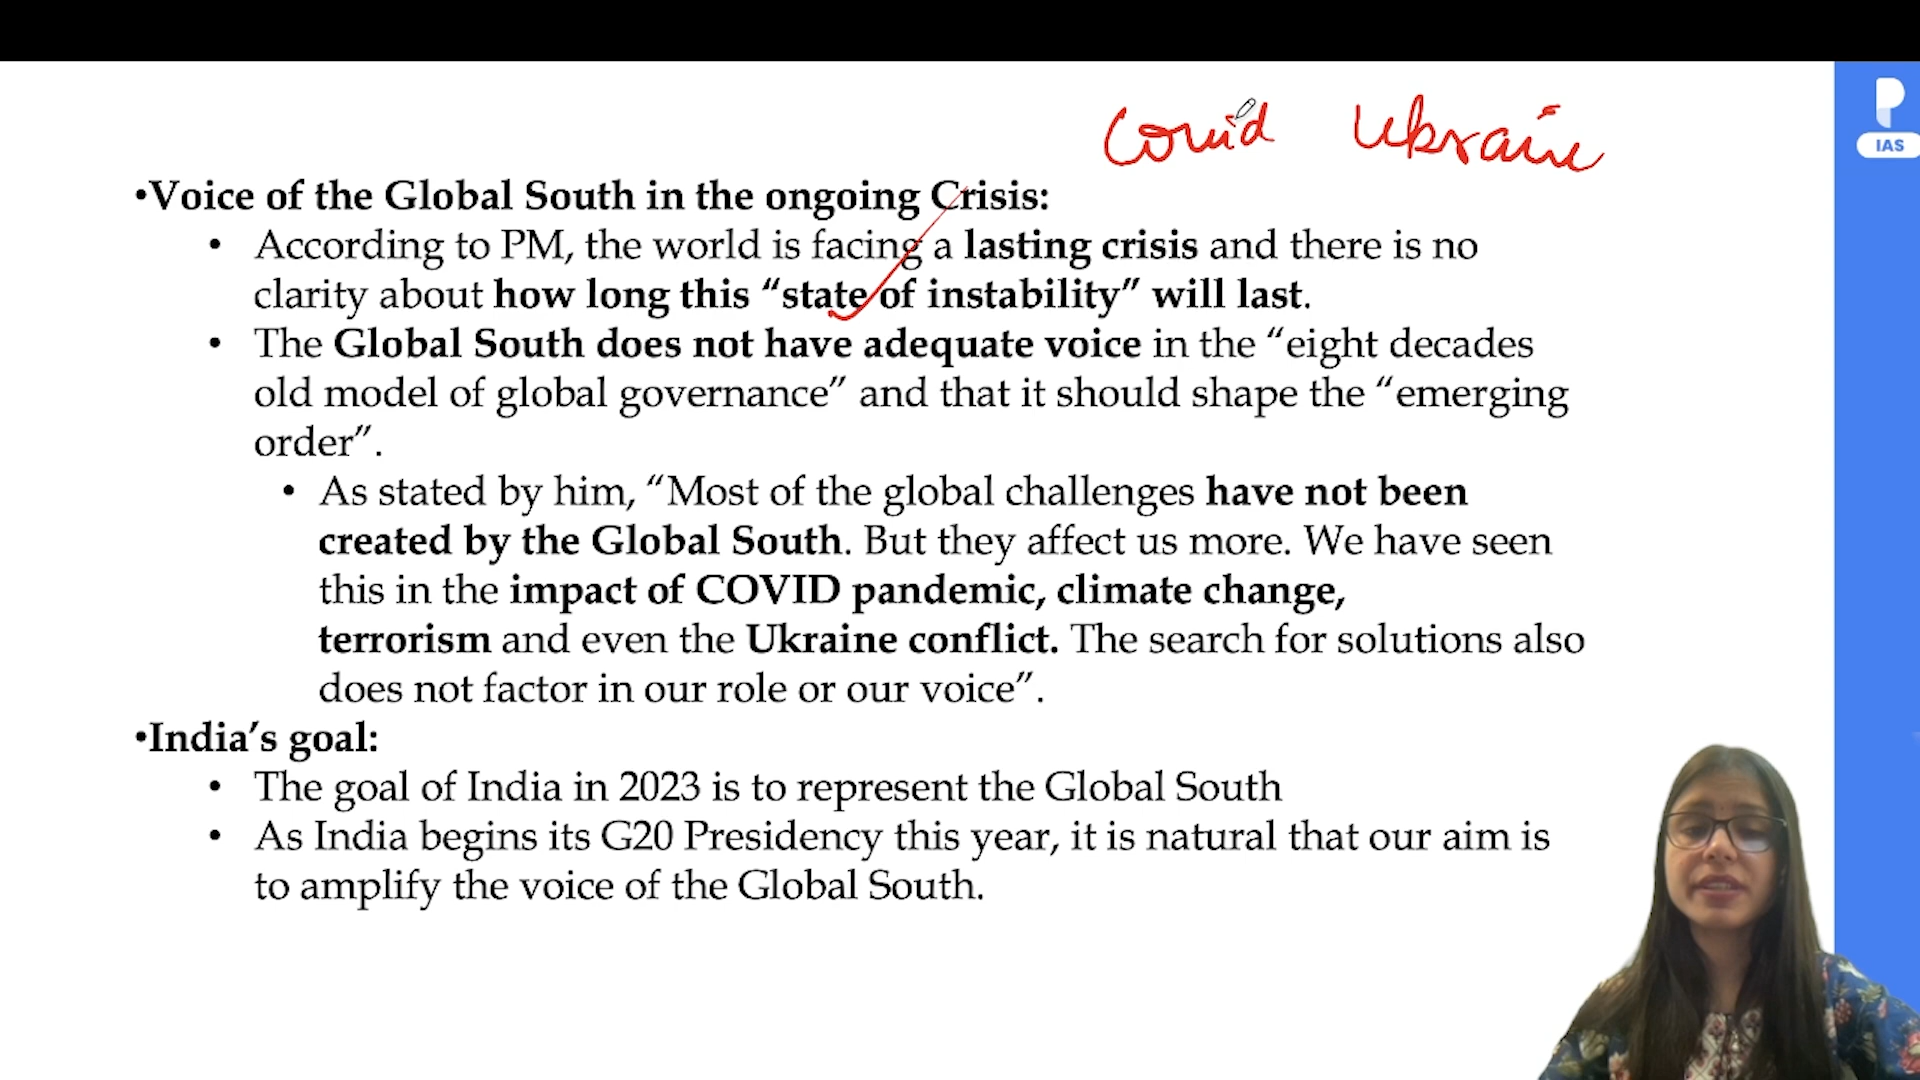 Covid Ukraine
IAS
•Voice of the Global South in the ongoing Crisis:
• According to PM, the world is facing a lasting crisis and there is no
clarity about how long this “state of instability” will last.
• The Global South does not have adequate voice in the “eight decades
old model of global governance” and that it should shape the “emerging
order”.
• As stated by him, “Most of the global challenges have not been
created by the Global South. But they affect us more. We have seen
this in the impact of COVID pandemic, climate change,
terrorism and even the Ukraine conflict. The search for solutions also
does not factor in our role or our voice”.
•India’s goal:
• The goal of India in 2023 is to represent the Global South
• As India begins its G20 Presidency this year, it is natural that our aim is
to amplify the voice of the Global South.